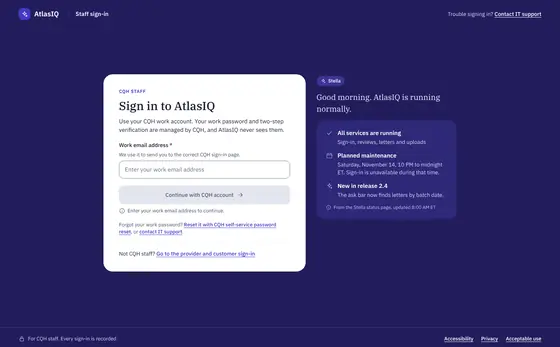 AtlasIQ
Staff sign-in
Trouble signing in? Contact IT support
CQH STAFF
Sign in to AtlasIQ
Use your CQH work account. Your work password and two-step
verification are managed by CQH, and AtlasIQ never sees them.
Work email address *
We use it to send you to the correct CQH sign-in page.
Enter your work email address
Continue with CQH account →
Enter your work email address to continue.
Forgot your work password? Reset it with CQH self-service password
reset, or contact IT support
Not CQH staff? Go to the provider and customer sign-in
Stella
Good morning. AtlasIQ is running
normally.
All services are running
Sign-in, reviews, letters and uploads
Planned maintenance
Saturday, November 14, 10 PM to midnight
ET. Sign-in is unavailable during that time.
New in release 2.4
The ask bar now finds letters by batch date.
From the Stella status page, updated 8:00 AM ET
For CQH staff. Every sign-in is recorded.
Accessibility
Privacy
Acceptable use